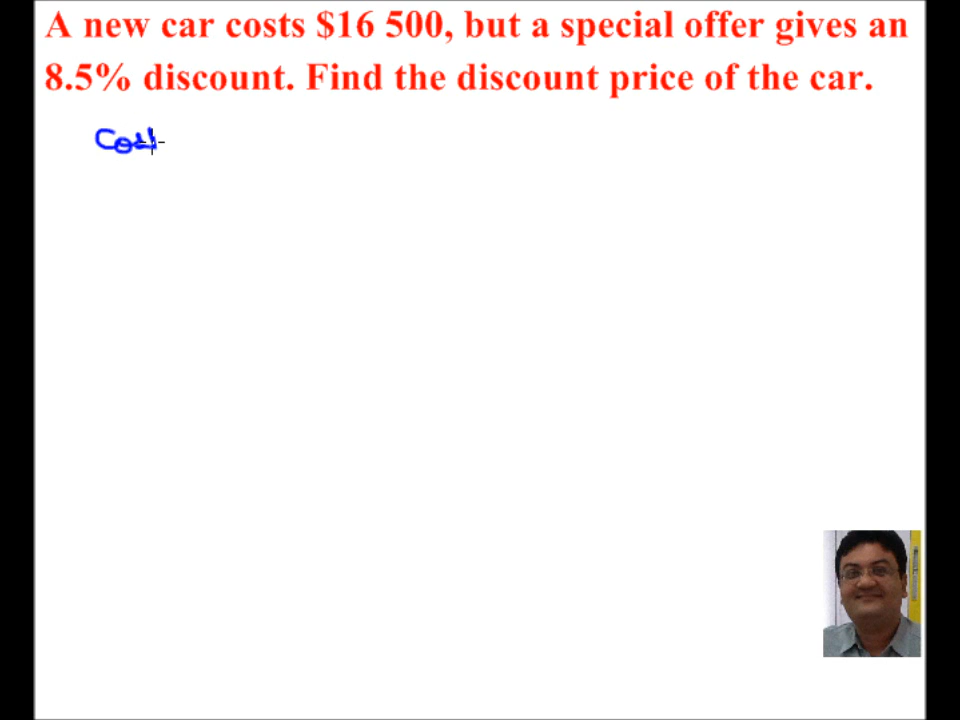 A new car costs $16 500, but a special offer gives an
8.5% discount. Find the discount price of the car.
Cost